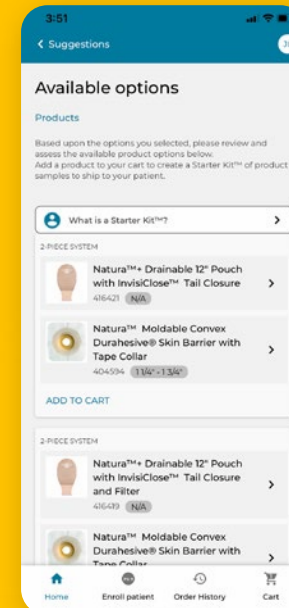 3:51
Suggestions
Available options
Products
Based upon the options you selected, please review and
assess the available product options below.
Add a product to your cart to create a Starter Kit™ of product
samples to ship to your patient.
What is a Starter Kit™?
2-PIECE SYSTEM
Natura™+ Drainable 12" Pouch
with InvisiClose™ Tail Closure
416421 N/A
Natura™ Moldable Convex
Durahesive® Skin Barrier with
Tape Collar
404594 1 1/4" - 1 3/4"
ADD TO CART
2-PIECE SYSTEM
Natura™+ Drainable 12" Pouch
with InvisiClose™ Tail Closure
and Filter
416419 N/A
Natura™ Moldable Convex
Durahesive® Skin Barrier with
Tape Collar
Home Enroll patient Order History Cart